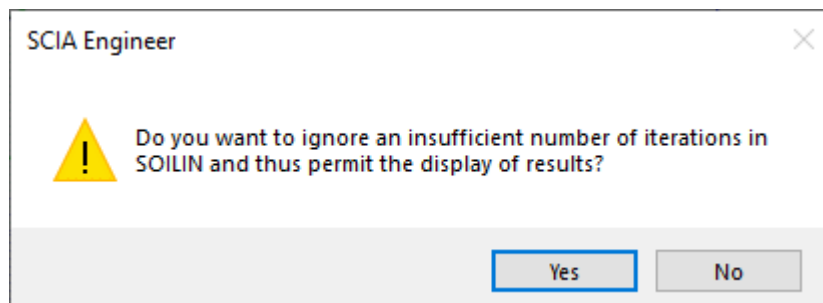 SCIA Engineer
Do you want to ignore an insufficient number of iterations in
SOILIN and thus permit the display of results?
Yes
No